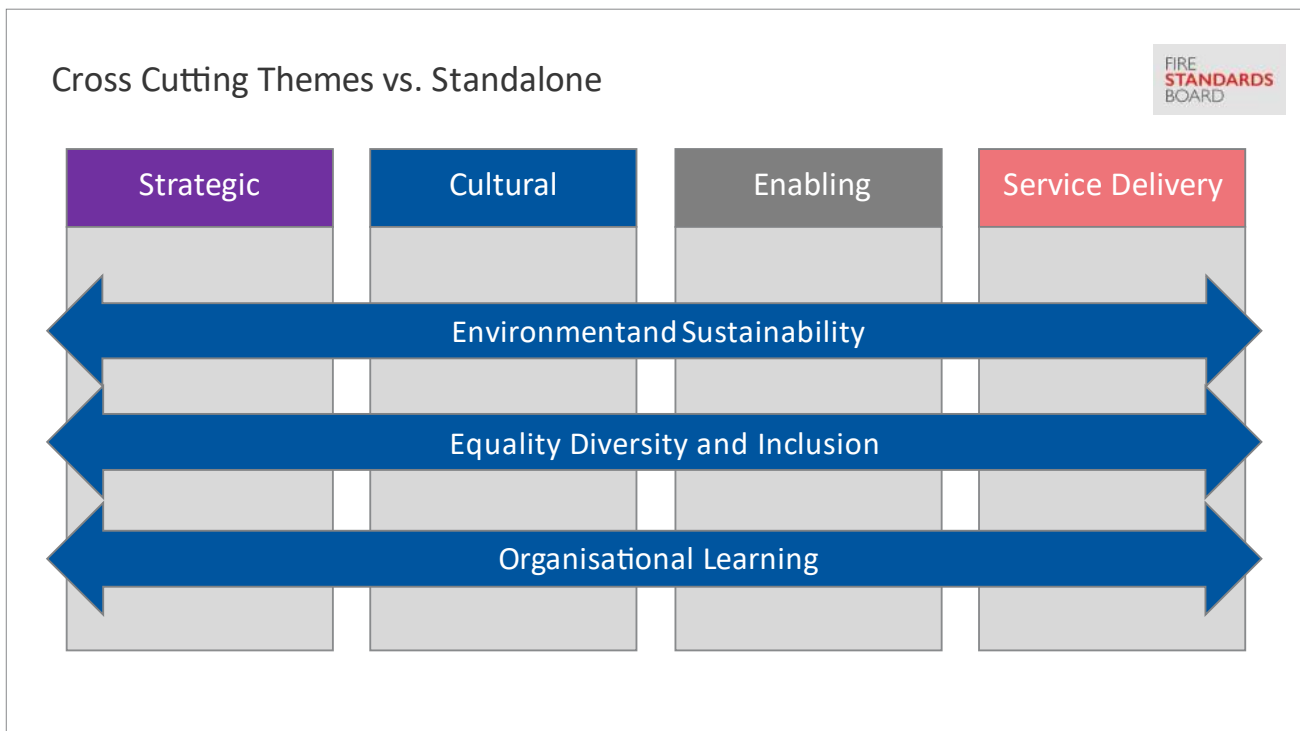 Cross Cutting Themes vs. Standalone
FIRE
STANDARDS
BOARD
Strategic
Cultural
Enabling
Service Delivery
Environmentand Sustainability
Equality Diversity and Inclusion
Organisational Learning